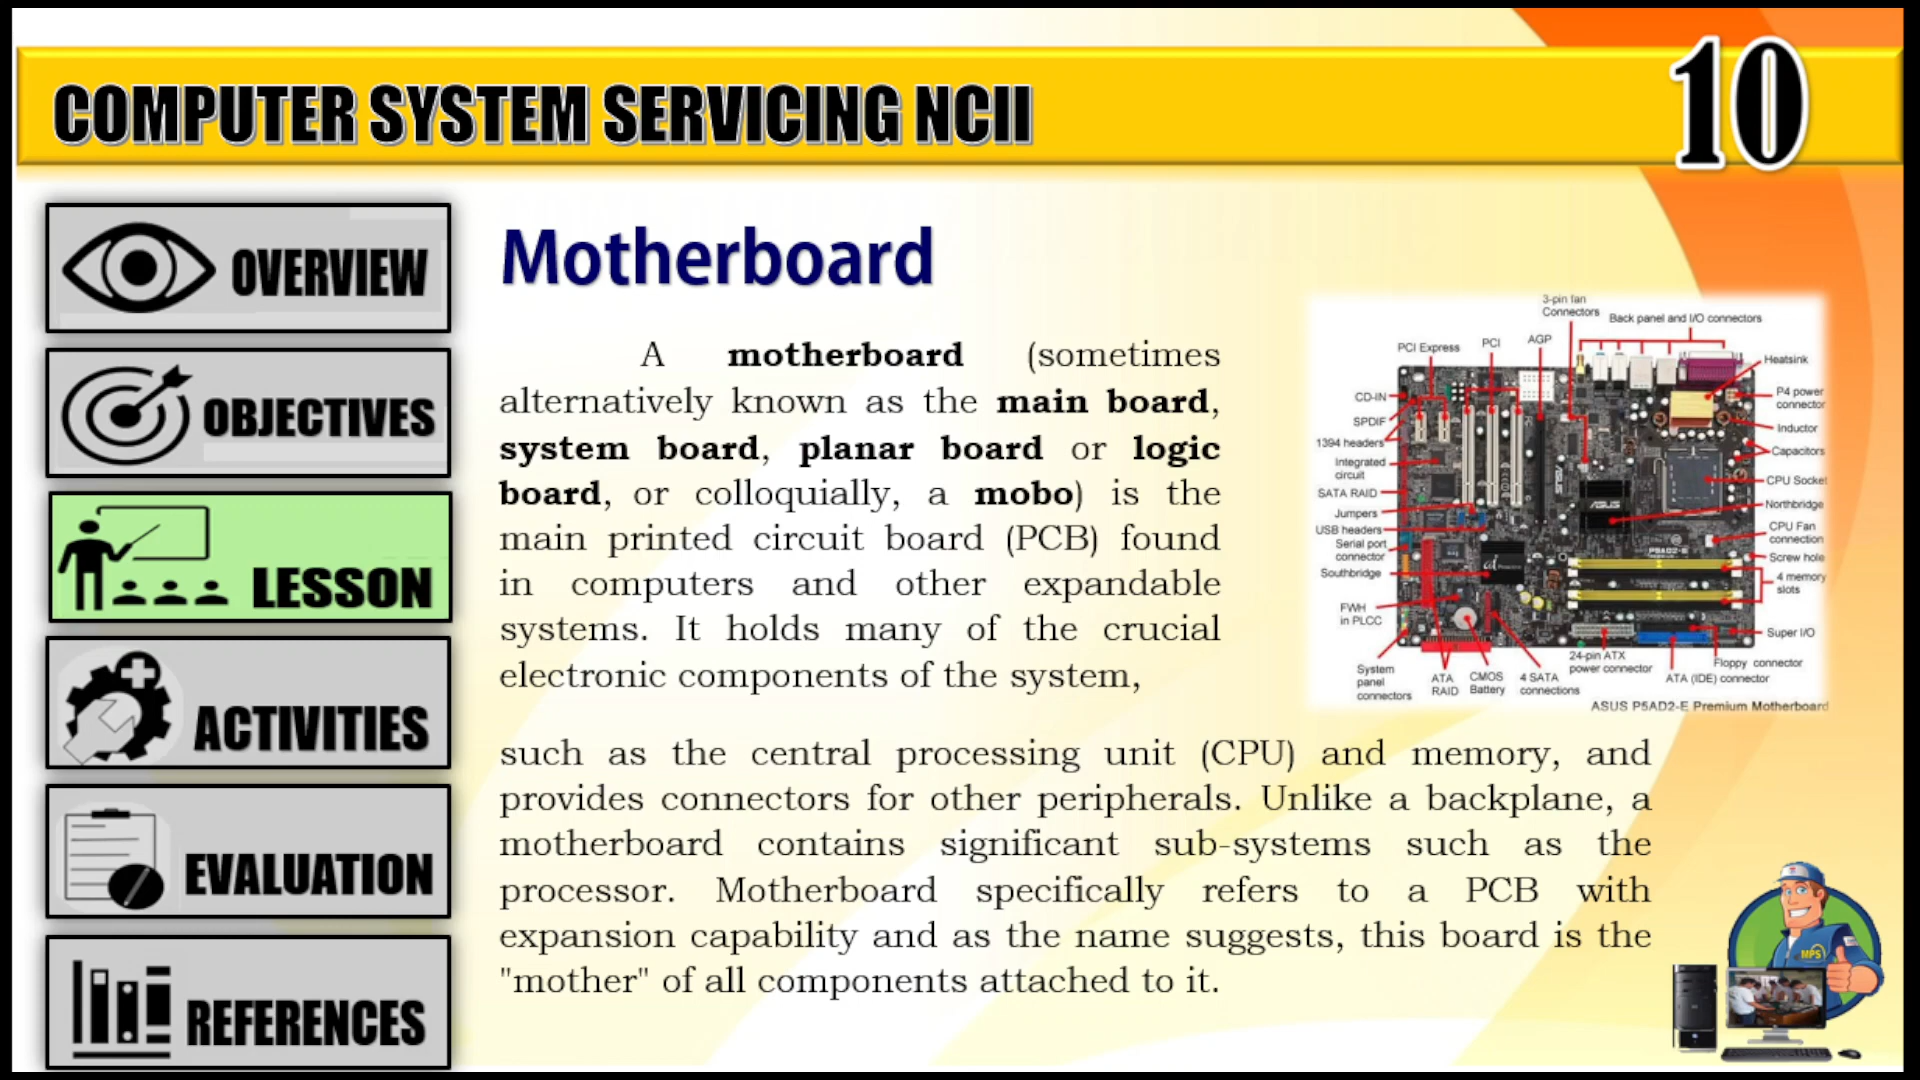 COMPUTER SYSTEM SERVICING NCII
10
OVERVIEW
OBJECTIVES
LESSON
ACTIVITIES
EVALUATION
REFERENCES
Motherboard
A motherboard (sometimes
alternatively known as the main board,
system board, planar board or logic
board, or colloquially, a mobo) is the
main printed circuit board (PCB) found
in computers and other expandable
systems. It holds many of the crucial
electronic components of the system,
such as the central processing unit (CPU) and memory, and
provides connectors for other peripherals. Unlike a backplane, a
motherboard contains significant sub-systems such as the
processor. Motherboard specifically refers to a PCB with
expansion capability and as the name suggests, this board is the
"mother" of all components attached to it.
3-pin fan
Connectors
Back panel and I/O connectors
PCI Express
PCI
AGP
Heatsink
CD-IN
P4 power
connector
SPDIF
Inductor
1394 headers
Capacitors
Integrated
circuit
CPU Socket
SATA RAID
Northbridge
Jumpers
USB headers
CPU Fan
connection
Serial port
connector
Screw hole
Southbridge
4 memory
slots
FWH
in PLCC
Super I/O
System
panel
connectors
ATA
RAID
CMOS
Battery
4 SATA
connections
24-pin ATX
power connector
Floppy connector
ATA (IDE) connector
ASUS P5AD2-E Premium Motherboard
ASUS
P5AD2-E
MPS